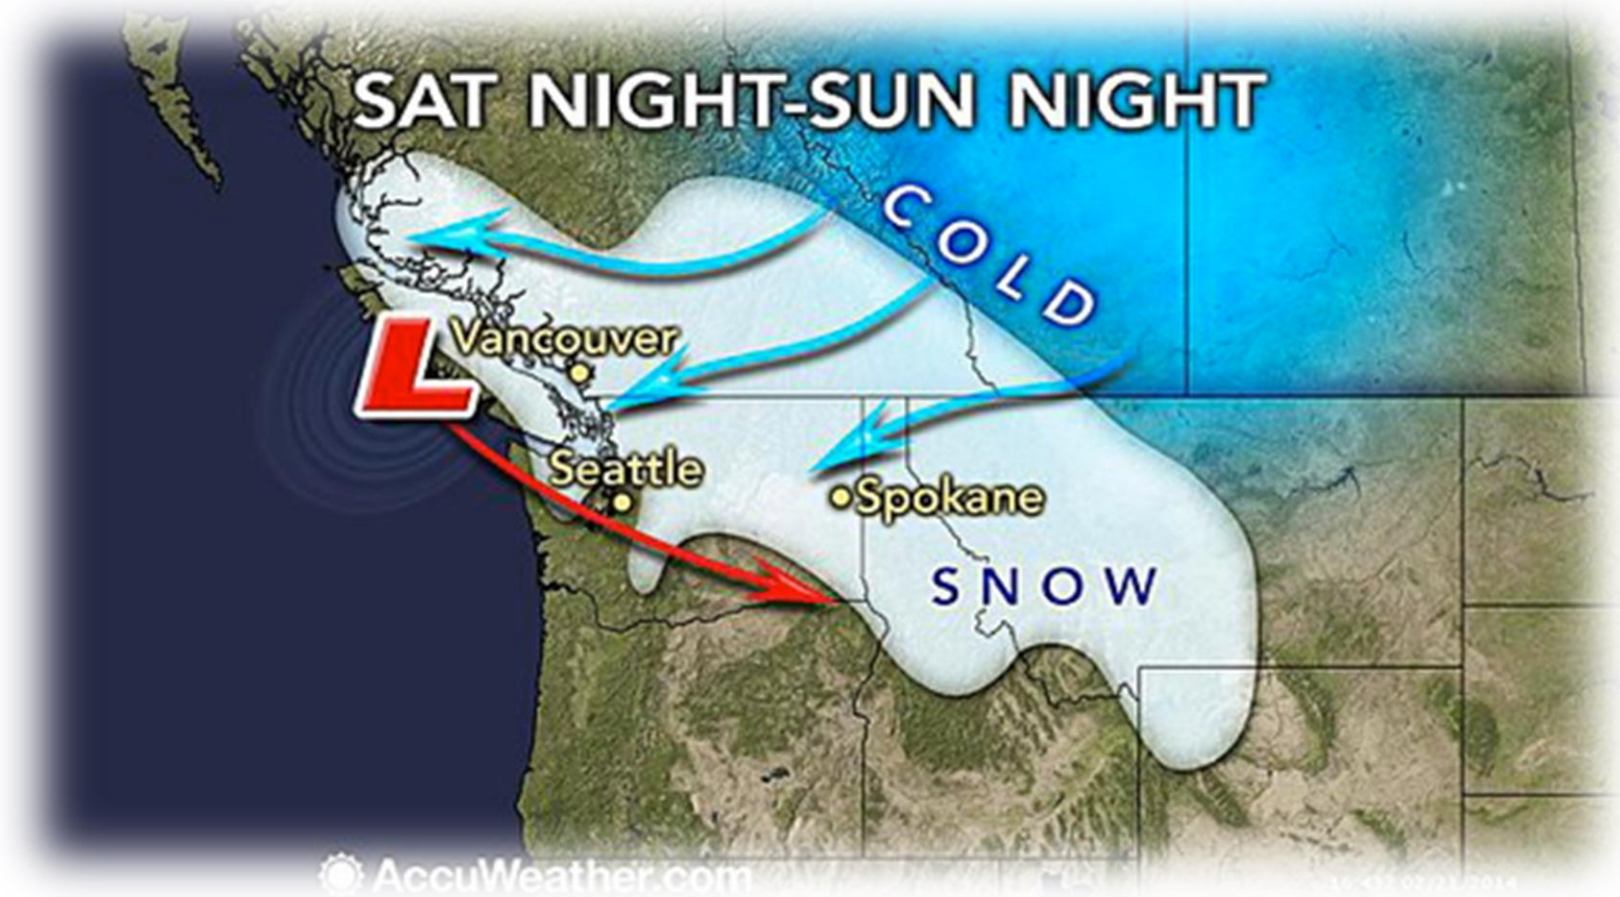 SAT NIGHT-SUN NIGHT
COLD
L
Vancouver
Seattle
Spokane
SNOW
AccuWeather.com